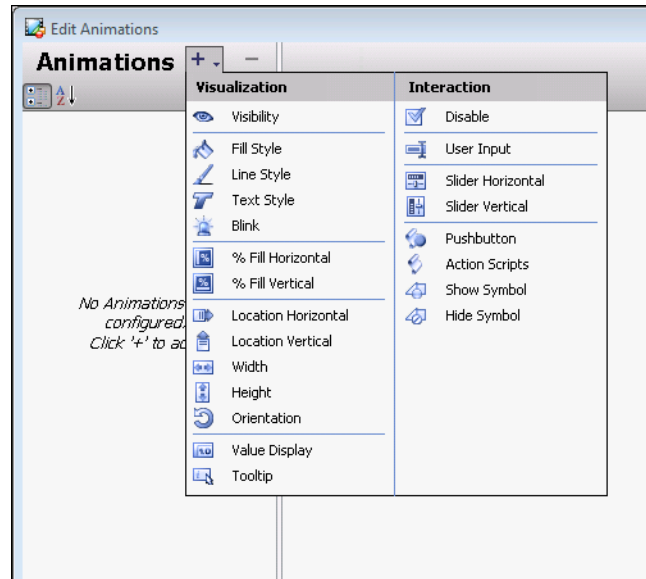 Edit Animations
Animations
+
−
A
Z
Visualization
Visibility
Fill Style
Line Style
Text Style
Blink
% Fill Horizontal
% Fill Vertical
Location Horizontal
Location Vertical
Width
Height
Orientation
Value Display
Tooltip
Interaction
Disable
User Input
Slider Horizontal
Slider Vertical
Pushbutton
Action Scripts
Show Symbol
Hide Symbol
No Animations
configured.
Click '+' to